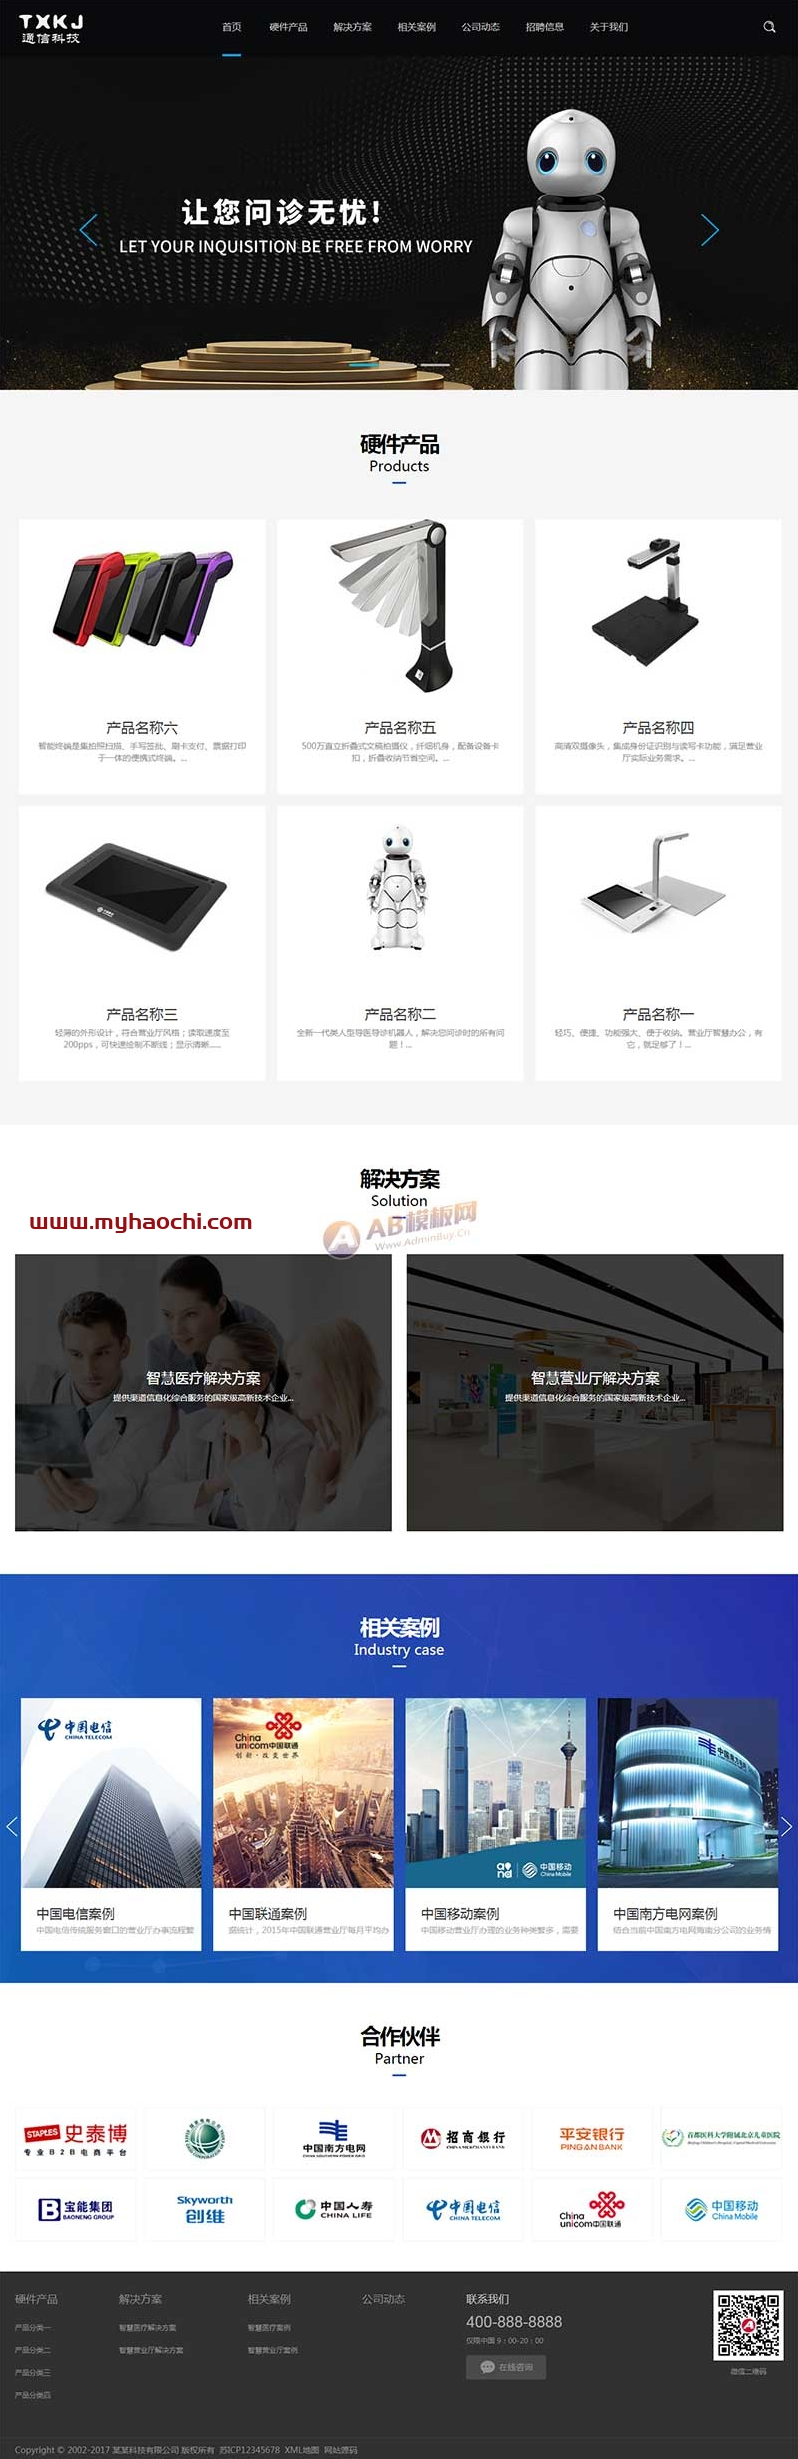 TXKJ
通信科技
首页 硬件产品 解决方案 相关案例 公司动态 招聘信息 关于我们
让您问诊无忧!
LET YOUR INQUISITION BE FREE FROM WORRY
硬件产品
Products
产品名称六
智能终端是集拍照扫描、手写签批、刷卡支付、票据打印
于一体的便携式终端。...
产品名称五
500万直立折叠式文稿拍摄仪，纤细机身，配备设备卡
扣，折叠收纳节省空间。...
产品名称四
高清双摄像头，集成身份证识别与读写卡功能，满足营业
厅实际业务需求。...
产品名称三
轻薄的外形设计，符合营业厅风格；读取速度至
200pps，可快速绘制不断线；显示清晰......
产品名称二
全新一代类人型导医导诊机器人，解决您问诊时的所有问
题！...
产品名称一
轻巧、便捷、功能强大、便于收纳。营业厅智慧办公，有
它，就足够了！...
解决方案
Solution
www.myhaochi.com
AB模板网
Www.AdminBuy.Cn
智慧医疗解决方案
提供渠道信息化综合服务的国家级高新技术企业...
智慧营业厅解决方案
提供渠道信息化综合服务的国家级高新技术企业...
相关案例
Industry case
中国电信
CHINA TELECOM
中国电信案例
中国电信传统服务窗口的营业厅办事流程繁
China
unicom中国联通
创新·改变世界
中国联通案例
据统计，2015年中国联通营业厅每月平均办
and 中国移动
China Mobile
中国移动案例
中国移动营业厅办理的业务种类繁多，需要
中国南方电网
中国南方电网案例
结合当前中国南方电网海南分公司的业务情
合作伙伴
Partner
STAPLES 史泰博
专业B2B电商平台
中国南方电网
CHINA SOUTHERN POWER GRID
招商银行
CHINA MERCHANTS BANK
平安银行
PINGAN BANK
首都医科大学附属北京儿童医院
Beijing Children's Hospital, Capital Medical University
宝能集团
BAONENG GROUP
Skyworth
创维
中国人寿
CHINA LIFE
中国电信
CHINA TELECOM
China
unicom中国联通
中国移动
China Mobile
硬件产品
产品分类一
产品分类二
产品分类三
产品分类四
解决方案
智慧医疗解决方案
智慧营业厅解决方案
相关案例
智慧医疗案例
智慧营业厅案例
公司动态
联系我们
400-888-8888
仅限中国 9：00-20：00
在线咨询
微信二维码
Copyright © 2002-2017 某某科技有限公司 版权所有 苏ICP12345678 XML地图 网站源码